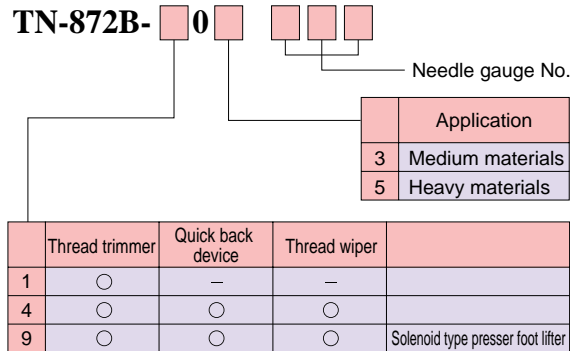 TN-872B- 0
Needle gauge No.
Application
3 Medium materials
5 Heavy materials
Thread trimmer Quick back device Thread wiper
1 ○ – –
4 ○ ○ ○
9 ○ ○ ○ Solenoid type presser foot lifter